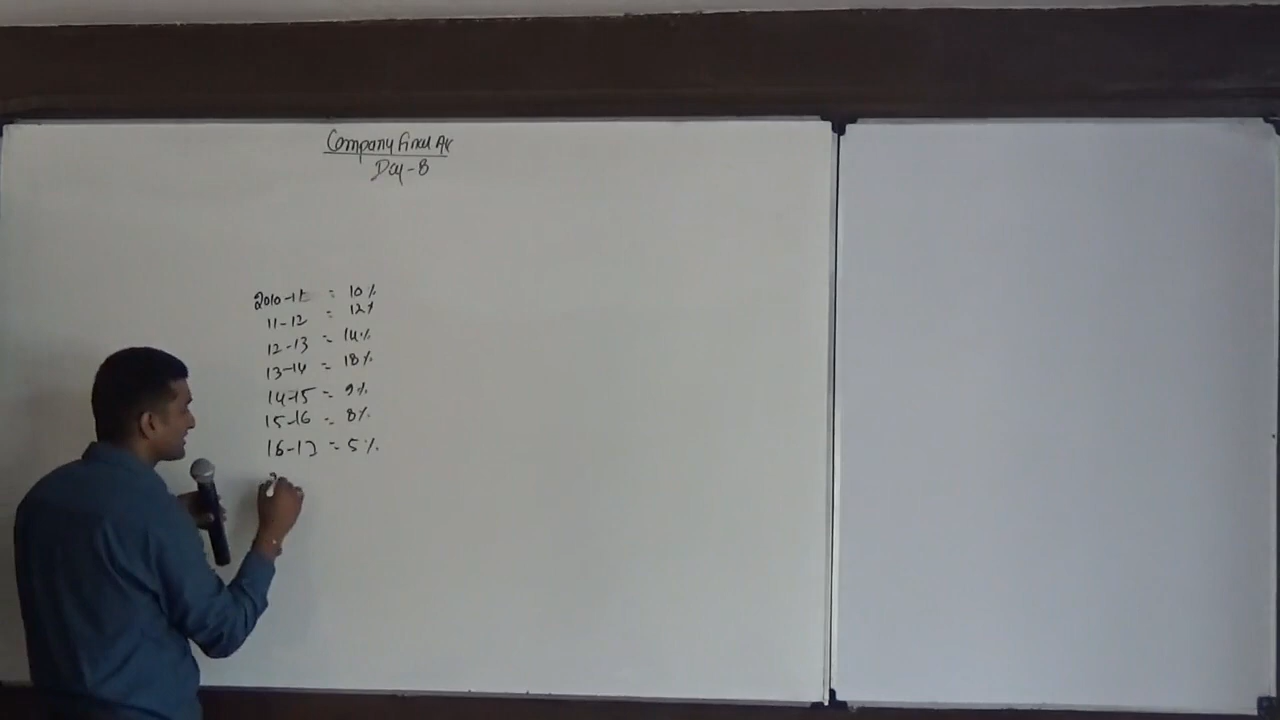 Company Final A/c
Day-8
2010-11 = 10%
11-12 = 12%
12-13 = 14%
13-14 = 18%
14-15 = 9%
15-16 = 8%
16-17 = 5%